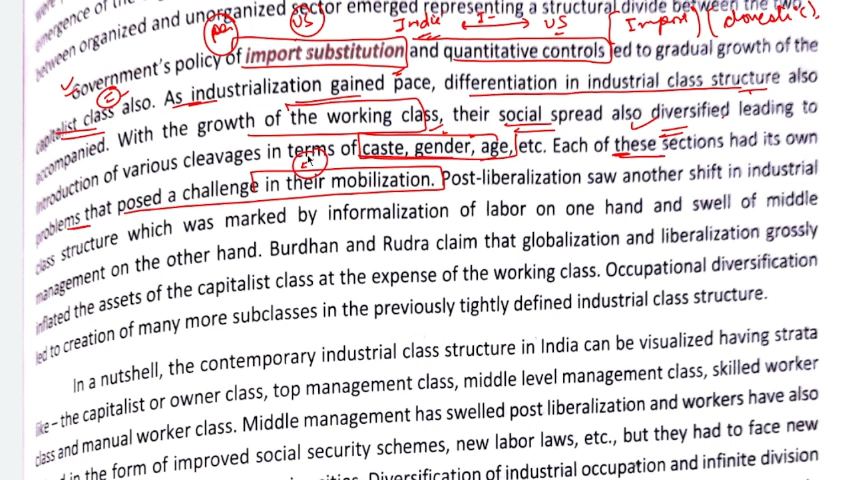 emergence of the
between organized and unorganized sector emerged representing a structural divide between the two.
US
India I- US [Import) (domestic).
Government's policy of import substitution and quantitative controls led to gradual growth of the
capitalist class also. As industrialization gained pace, differentiation in industrial class structure also
accompanied. With the growth of the working class, their social spread also diversified leading to
introduction of various cleavages in terms of caste, gender, age, etc. Each of these sections had its own
problems that posed a challenge in their mobilization. Post-liberalization saw another shift in industrial
class structure which was marked by informalization of labor on one hand and swell of middle
management on the other hand. Burdhan and Rudra claim that globalization and liberalization grossly
inflated the assets of the capitalist class at the expense of the working class. Occupational diversification
led to creation of many more subclasses in the previously tightly defined industrial class structure.
In a nutshell, the contemporary industrial class structure in India can be visualized having strata
like – the capitalist or owner class, top management class, middle level management class, skilled worker
class and manual worker class. Middle management has swelled post liberalization and workers have also
in the form of improved social security schemes, new labor laws, etc., but they had to face new
Diversification of industrial occupation and infinite division